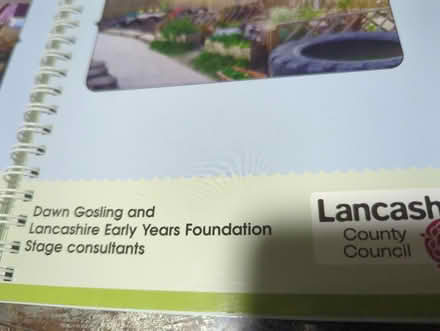 Dawn Gosling and
Lancashire Early Years Foundation
Stage consultants
Lancash
County
Council